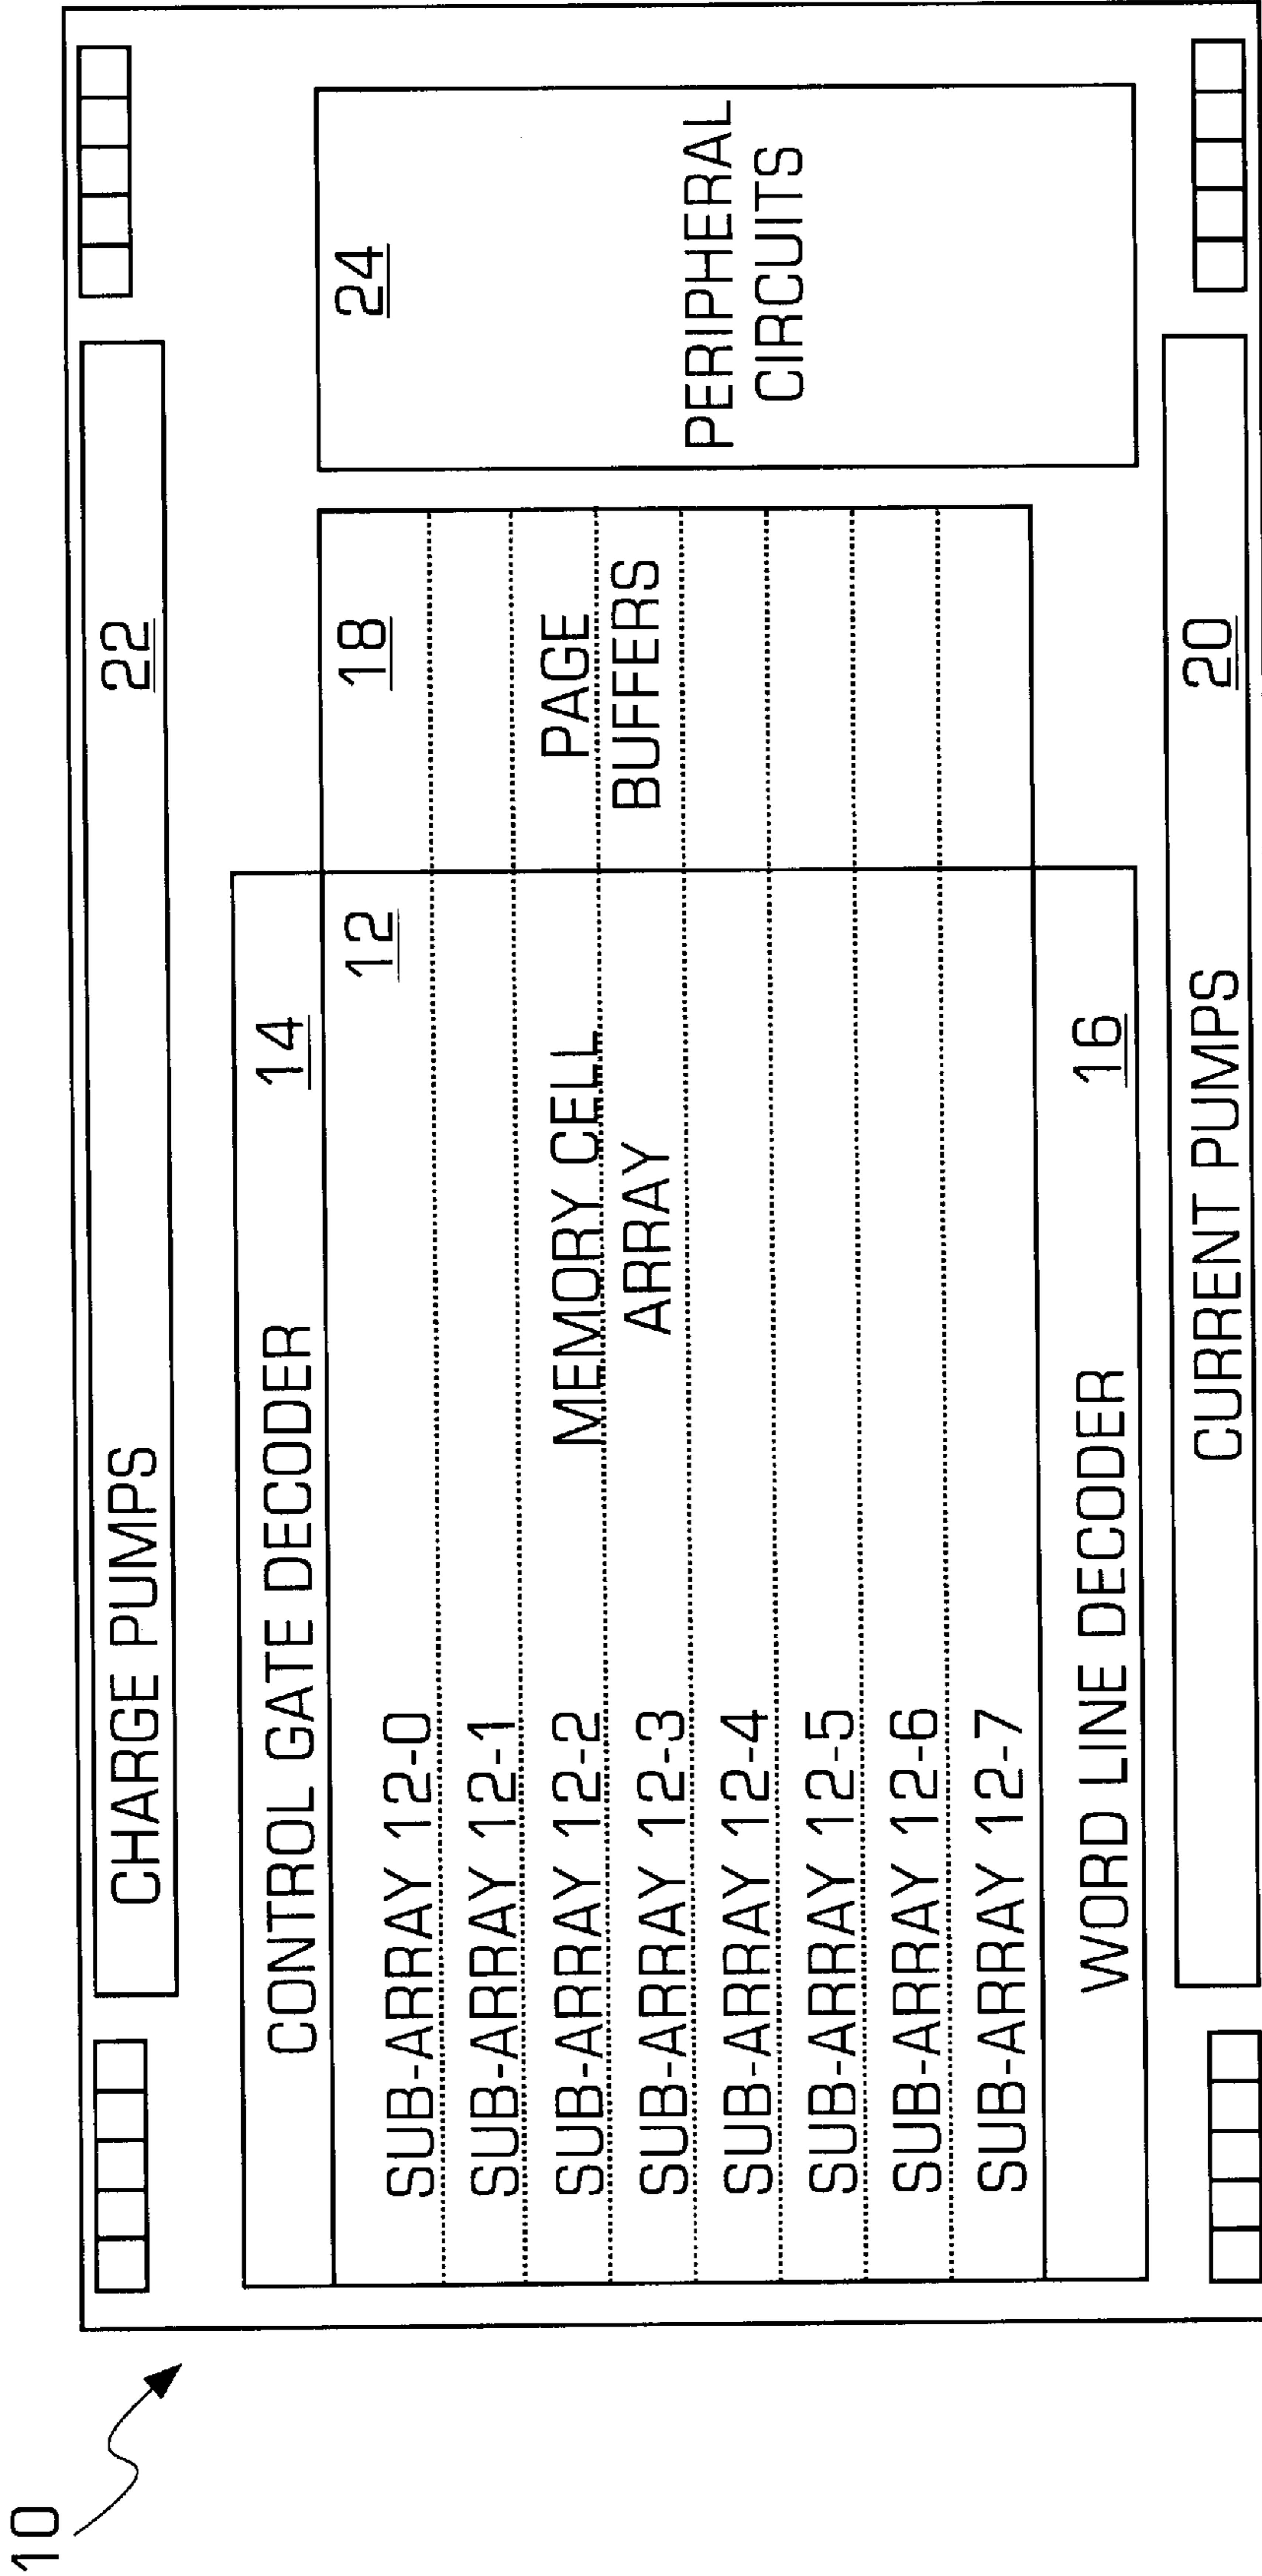 10
CHARGE PUMPS 22
CONTROL GATE DECODER 14
12
18
24
SUB-ARRAY 12-0
SUB-ARRAY 12-1
SUB-ARRAY 12-2
SUB-ARRAY 12-3
SUB-ARRAY 12-4
SUB-ARRAY 12-5
SUB-ARRAY 12-6
SUB-ARRAY 12-7
MEMORY CELL
ARRAY
PAGE
BUFFERS
PERIPHERAL
CIRCUITS
WORD LINE DECODER 16
CURRENT PUMPS 20